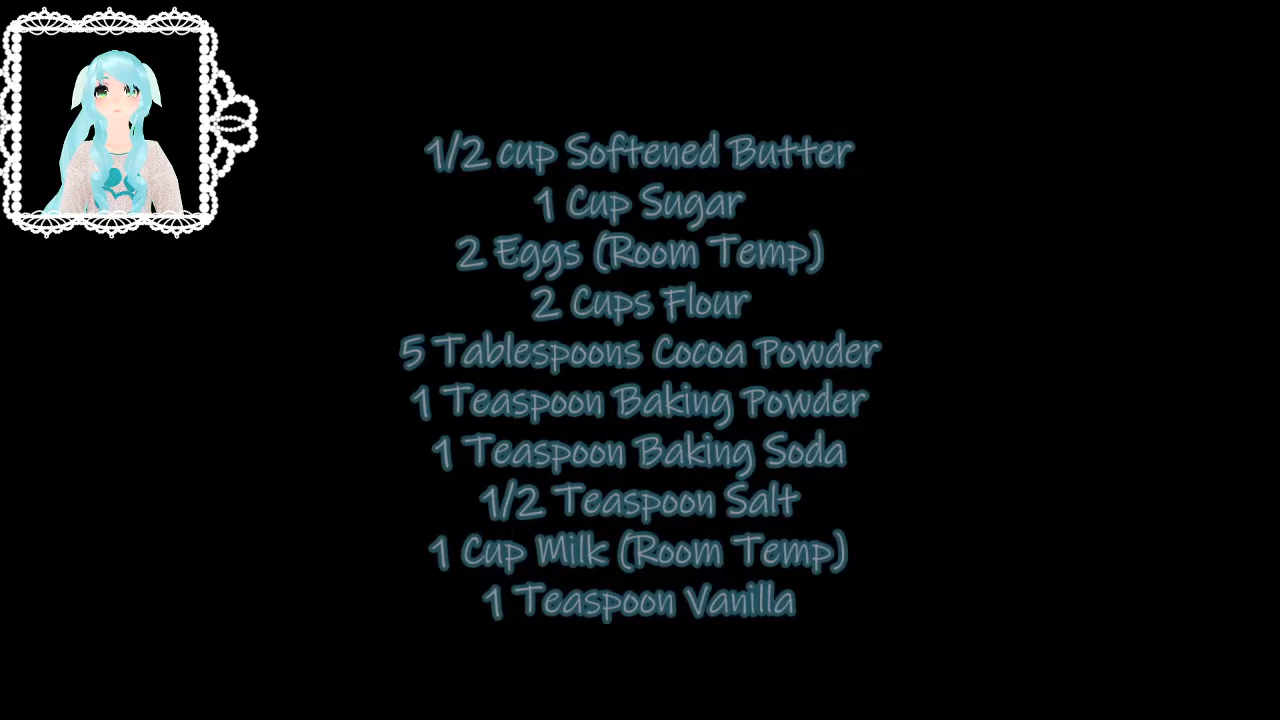 1/2 cup Softened Butter
1 Cup Sugar
2 Eggs (Room Temp)
2 Cups Flour
5 Tablespoons Cocoa Powder
1 Teaspoon Baking Powder
1 Teaspoon Baking Soda
1/2 Teaspoon Salt
1 Cup Milk (Room Temp)
1 Teaspoon Vanilla